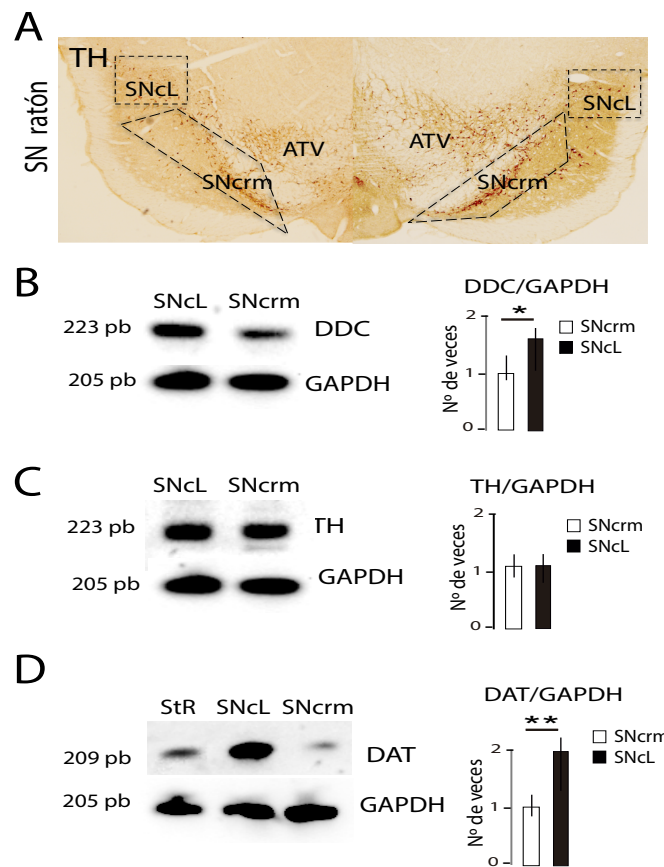 A
TH
SNcL
SNcL
ATV
ATV
SNcrm
SNcrm
SN ratón
B
SNcL SNcrm
223 pb
DDC
205 pb
GAPDH
DDC/GAPDH
*
Nº de veces
2
1
0
SNcrm
SNcL
C
SNcL SNcrm
223 pb
TH
205 pb
GAPDH
TH/GAPDH
Nº de veces
2
1
0
SNcrm
SNcL
D
StR SNcL SNcrm
209 pb
DAT
205 pb
GAPDH
DAT/GAPDH
**
Nº de veces
2
1
0
SNcrm
SNcL